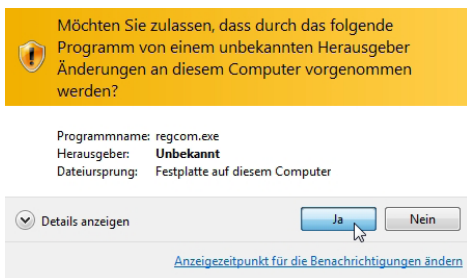 Möchten Sie zulassen, dass durch das folgende
Programm von einem unbekannten Herausgeber
Änderungen an diesem Computer vorgenommen
werden?
Programmname: regcom.exe
Herausgeber: Unbekannt
Dateiursprung: Festplatte auf diesem Computer
Details anzeigen Ja Nein
Anzeigezeitpunkt für die Benachrichtigungen ändern